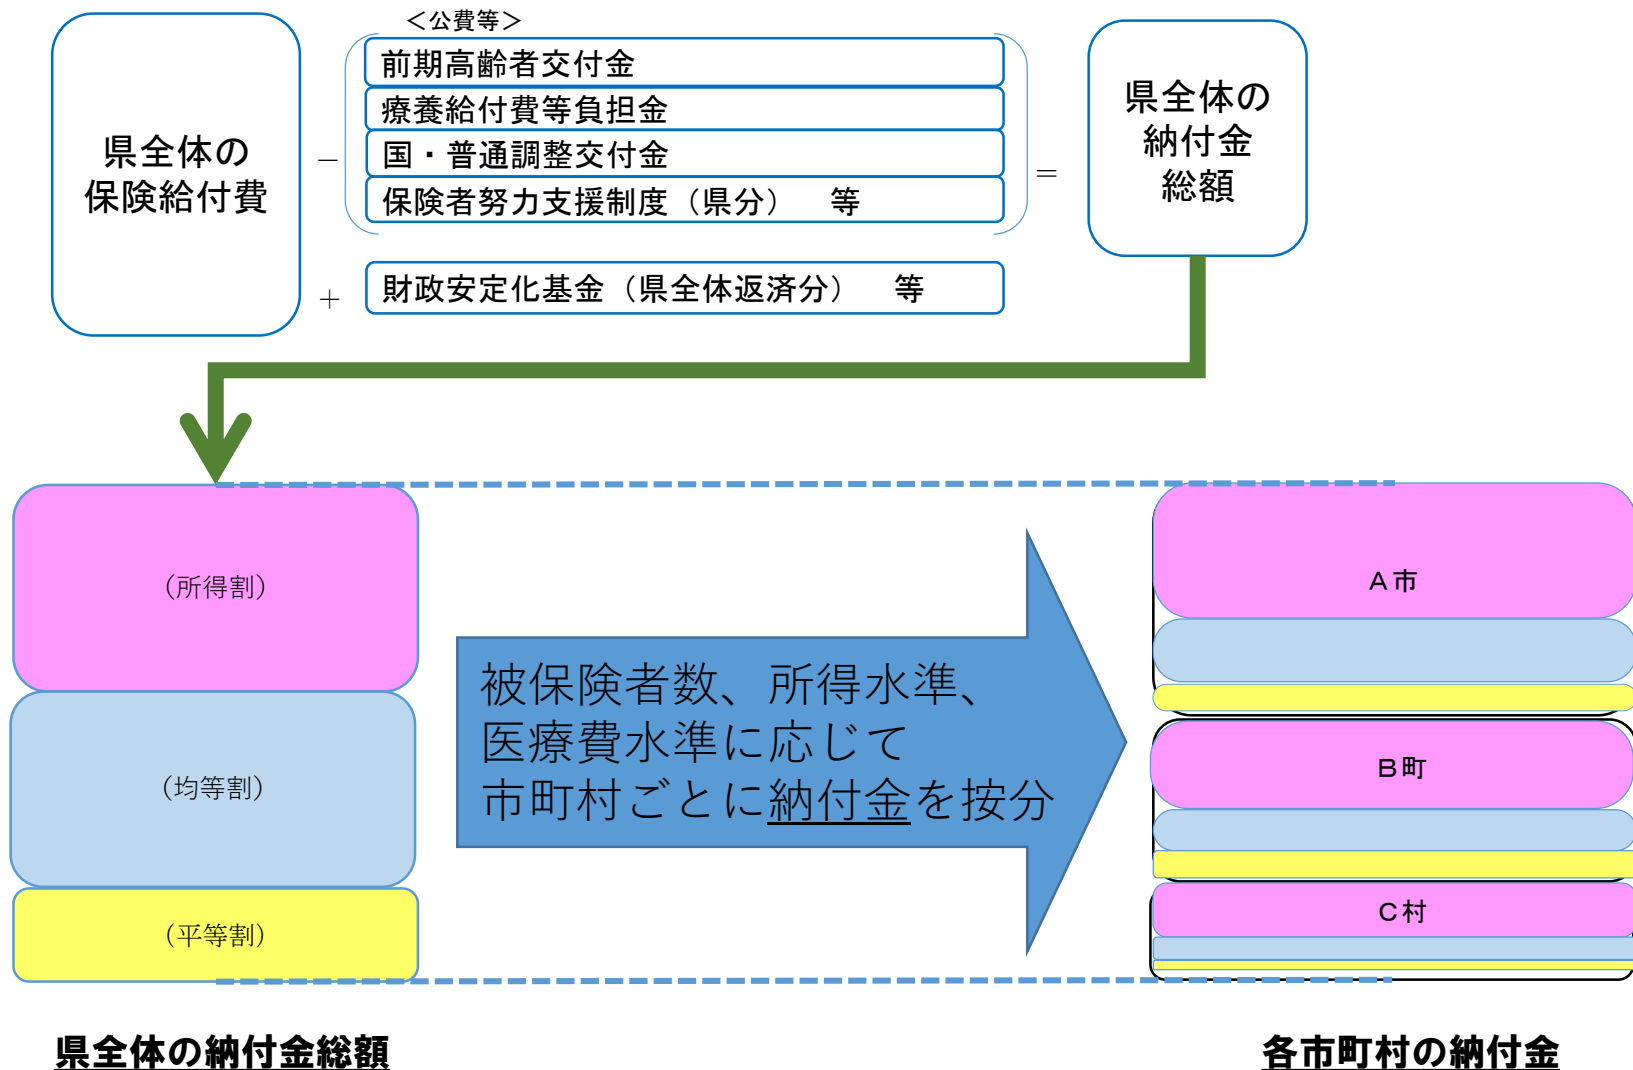 ＜公費等＞
県全体の
保険給付費
－
前期高齢者交付金
療養給付費等負担金
国・普通調整交付金
保険者努力支援制度（県分）　等
＝
県全体の
納付金
総額
＋
財政安定化基金（県全体返済分）　等
（所得割）
（均等割）
（平等割）
被保険者数、所得水準、
医療費水準に応じて
市町村ごとに納付金を按分
Ａ市
Ｂ町
Ｃ村
県全体の納付金総額
各市町村の納付金